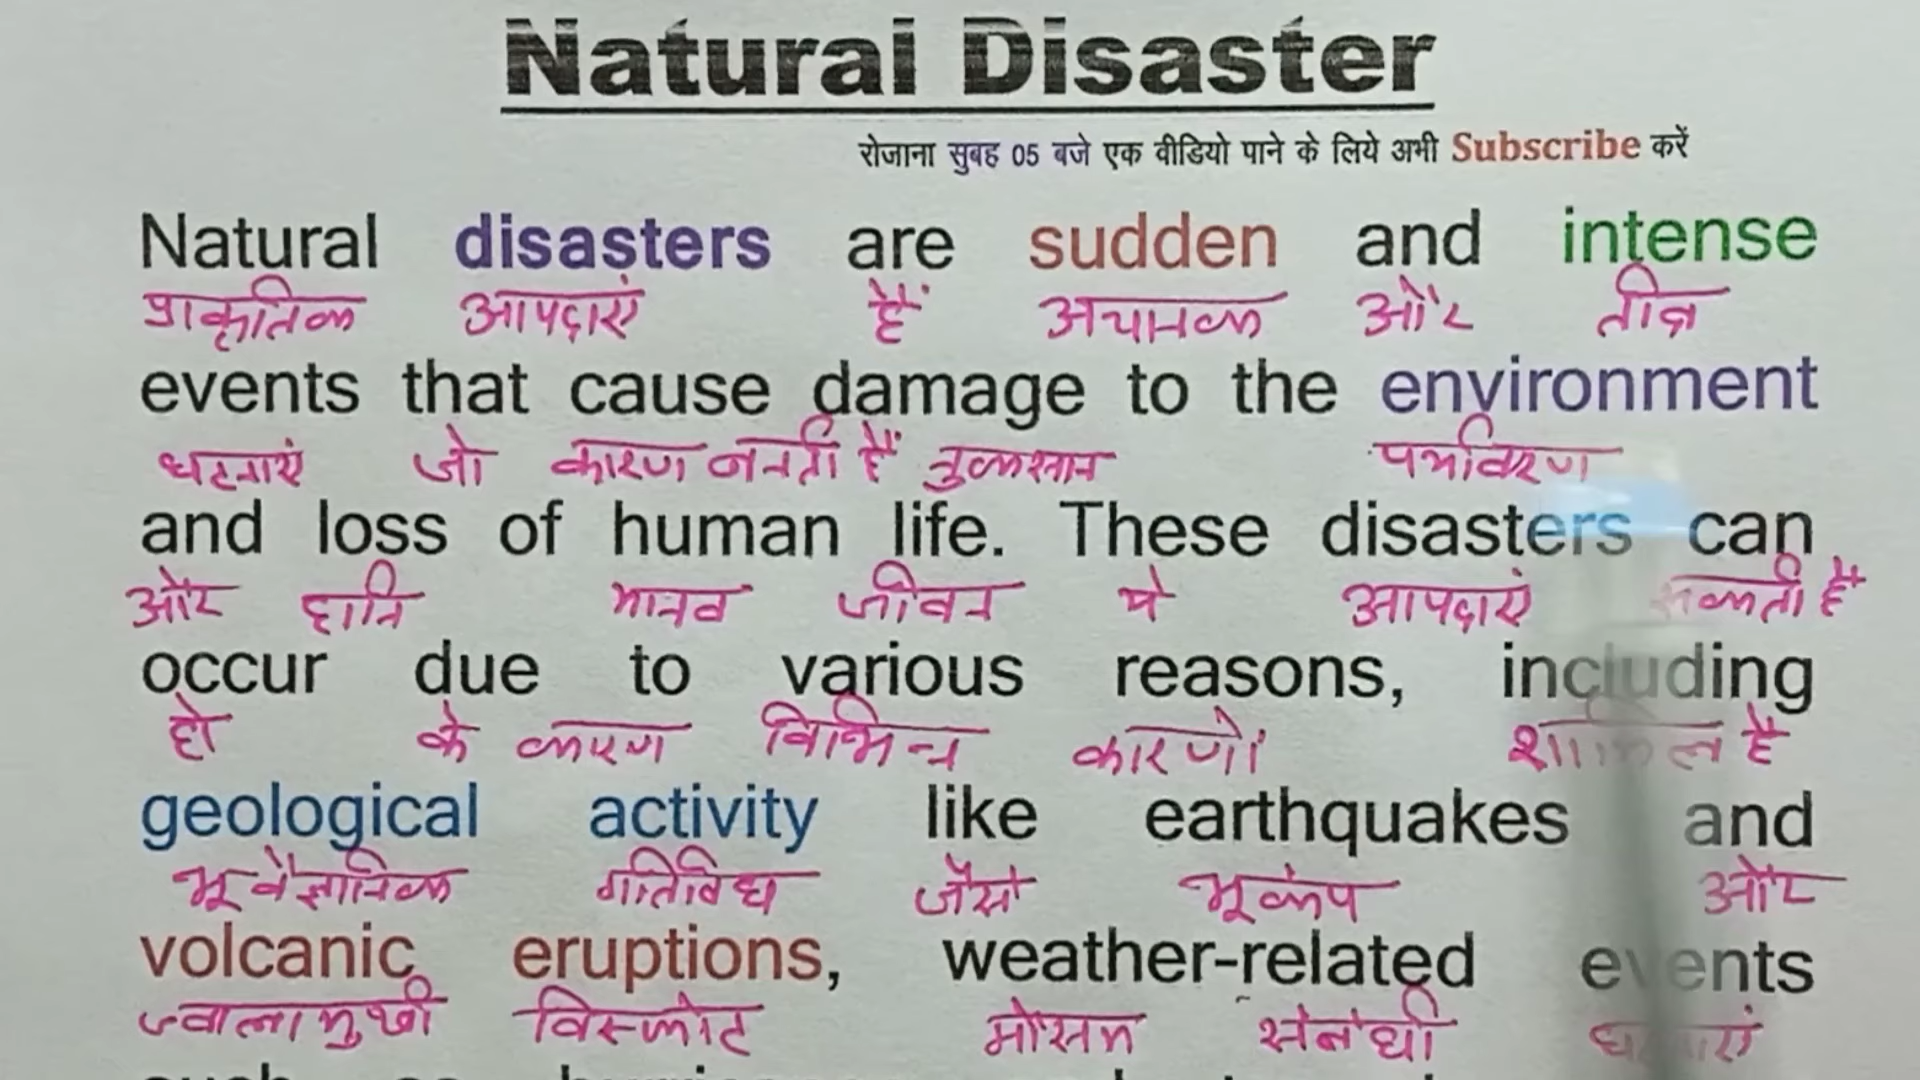 Natural Disaster
रोजाना सुबह 05 बजे एक वीडियो पाने के लिये अभी Subscribe करें
Natural disasters are sudden and intense
प्राकृतिक आपदाएं हैं अचानक और तीव्र
events that cause damage to the environment
घटनाएं जो कारण बनती हैं नुकसान पर्यावरण
and loss of human life. These disasters can
और हानि मानव जीवन ये आपदाएं सकती हैं
occur due to various reasons, including
हो के कारण विभिन्न कारणों शामिल है
geological activity like earthquakes and
भू वैज्ञानिक गतिविध जैसे भूकंप और
volcanic eruptions, weather-related events
ज्वालामुखी विस्फोट मौसम संबंधी